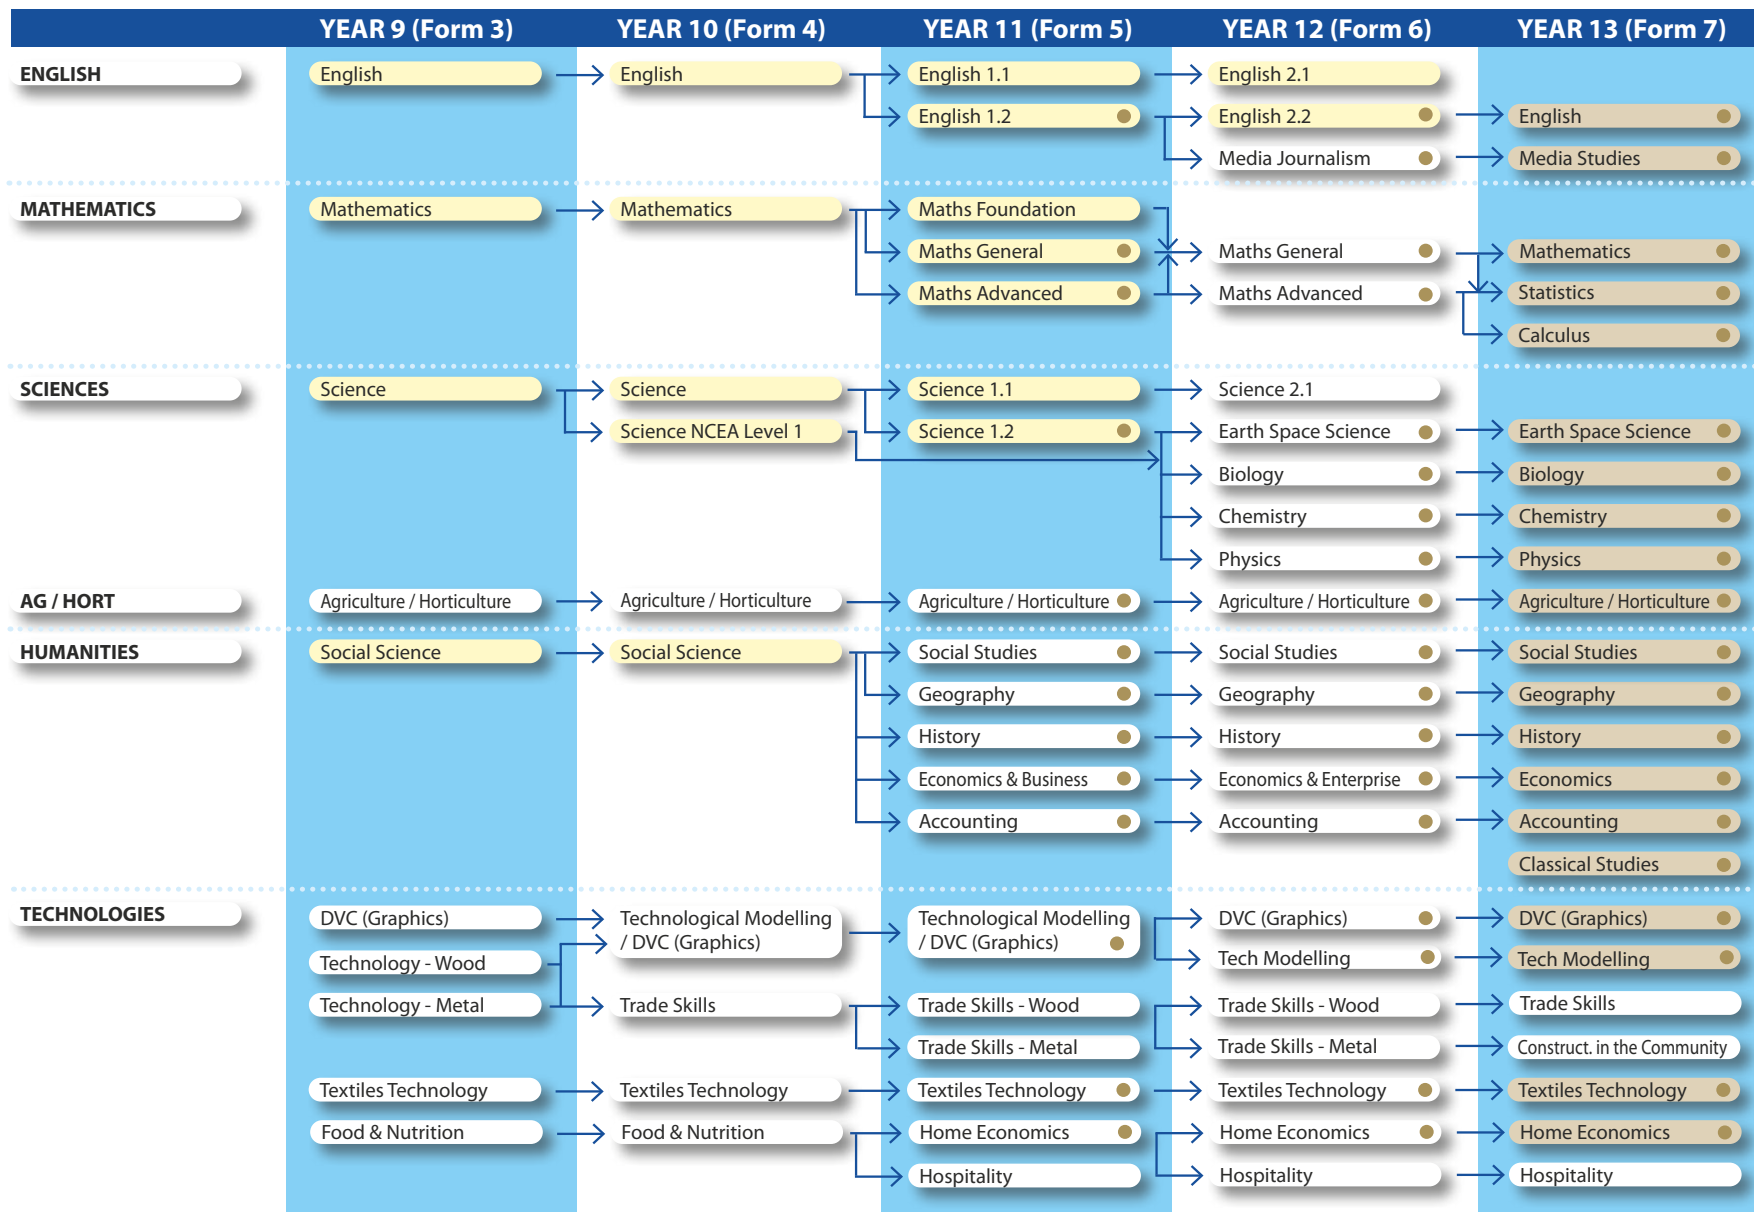 YEAR 9 (Form 3) YEAR 10 (Form 4) YEAR 11 (Form 5) YEAR 12 (Form 6) YEAR 13 (Form 7)
ENGLISH English English English 1.1 English 2.1
English 1.2 English 2.2 English
Media Journalism Media Studies
MATHEMATICS Mathematics Mathematics Maths Foundation
Maths General Maths General Mathematics
Maths Advanced Maths Advanced Statistics
Calculus
SCIENCES Science Science Science 1.1 Science 2.1
Science NCEA Level 1 Science 1.2 Earth Space Science Earth Space Science
Biology Biology
Chemistry Chemistry
Physics Physics
AG / HORT Agriculture / Horticulture Agriculture / Horticulture Agriculture / Horticulture Agriculture / Horticulture Agriculture / Horticulture
HUMANITIES Social Science Social Science Social Studies Social Studies Social Studies
Geography Geography Geography
History History History
Economics & Business Economics & Enterprise Economics
Accounting Accounting Accounting
Classical Studies
TECHNOLOGIES DVC (Graphics) Technological Modelling Technological Modelling DVC (Graphics) DVC (Graphics)
/ DVC (Graphics) / DVC (Graphics)
Technology - Wood Tech Modelling Tech Modelling
Technology - Metal Trade Skills Trade Skills - Wood Trade Skills - Wood Trade Skills
Trade Skills - Metal Trade Skills - Metal Construct. in the Community
Textiles Technology Textiles Technology Textiles Technology Textiles Technology Textiles Technology
Food & Nutrition Food & Nutrition Home Economics Home Economics Home Economics
Hospitality Hospitality Hospitality